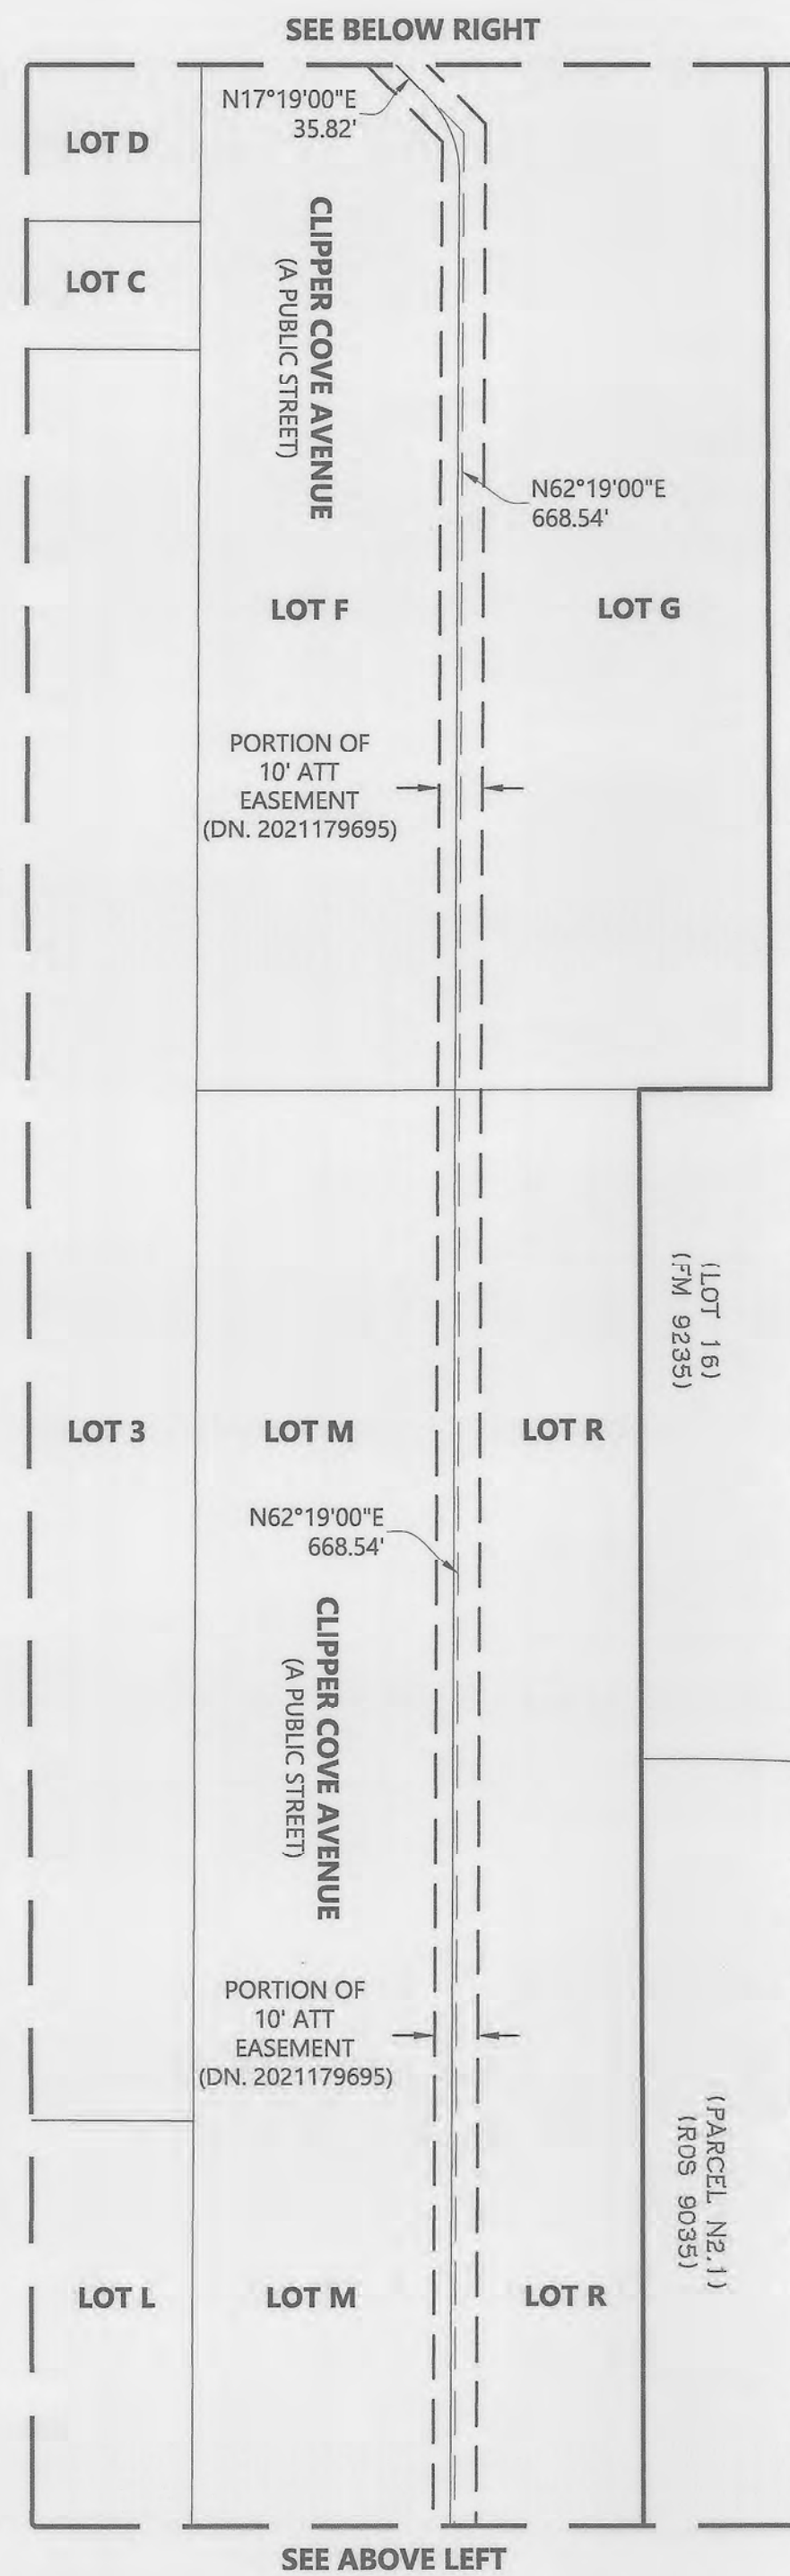 SEE BELOW RIGHT
N17°19'00"E
35.82'
LOT D
LOT C
CLIPPER COVE AVENUE
(A PUBLIC STREET)
N62°19'00"E
668.54'
LOT F
LOT G
PORTION OF
10' ATT
EASEMENT
(DN. 2021179695)
(LOT 16)
(FM 9235)
LOT 3
LOT M
LOT R
N62°19'00"E
668.54'
CLIPPER COVE AVENUE
(A PUBLIC STREET)
PORTION OF
10' ATT
EASEMENT
(DN. 2021179695)
(PARCEL N2.1)
(ROS 9035)
LOT L
LOT M
LOT R
SEE ABOVE LEFT